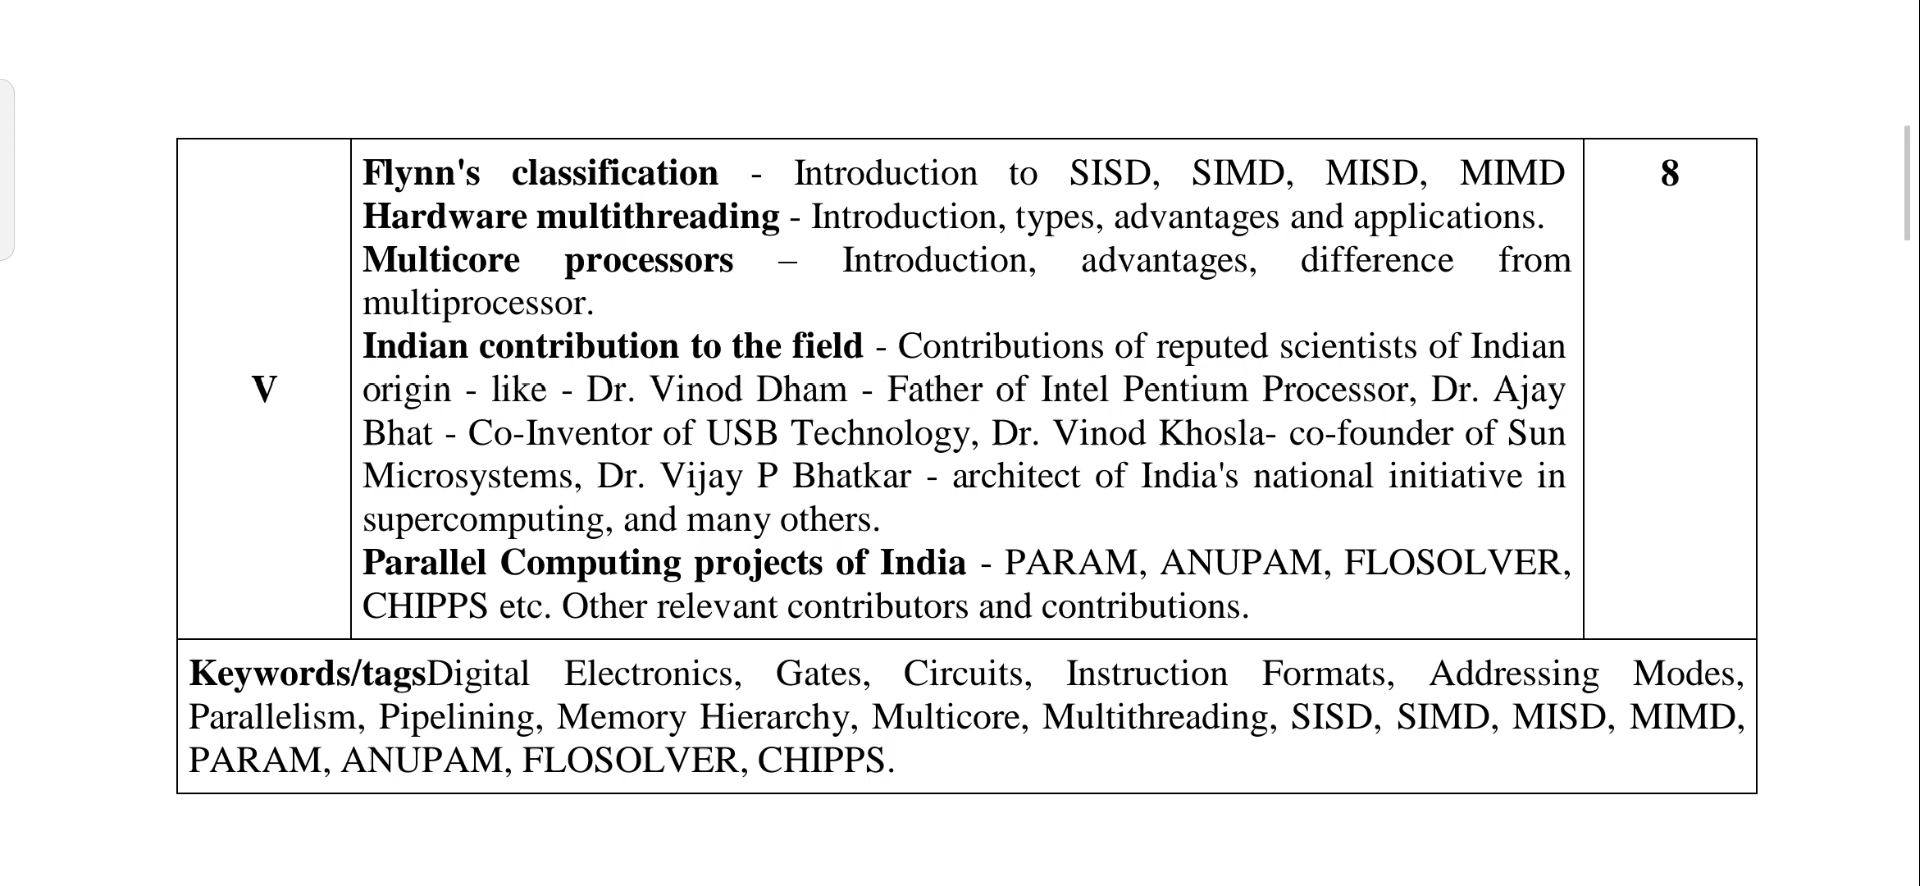 Flynn's classification - Introduction to SISD, SIMD, MISD, MIMD
8
Hardware multithreading - Introduction, types, advantages and applications.
Multicore processors – Introduction, advantages, difference from
multiprocessor.
Indian contribution to the field - Contributions of reputed scientists of Indian
V
origin - like - Dr. Vinod Dham - Father of Intel Pentium Processor, Dr. Ajay
Bhat - Co-Inventor of USB Technology, Dr. Vinod Khosla- co-founder of Sun
Microsystems, Dr. Vijay P Bhatkar - architect of India's national initiative in
supercomputing, and many others.
Parallel Computing projects of India - PARAM, ANUPAM, FLOSOLVER,
CHIPPS etc. Other relevant contributors and contributions.
Keywords/tagsDigital Electronics, Gates, Circuits, Instruction Formats, Addressing Modes,
Parallelism, Pipelining, Memory Hierarchy, Multicore, Multithreading, SISD, SIMD, MISD, MIMD,
PARAM, ANUPAM, FLOSOLVER, CHIPPS.